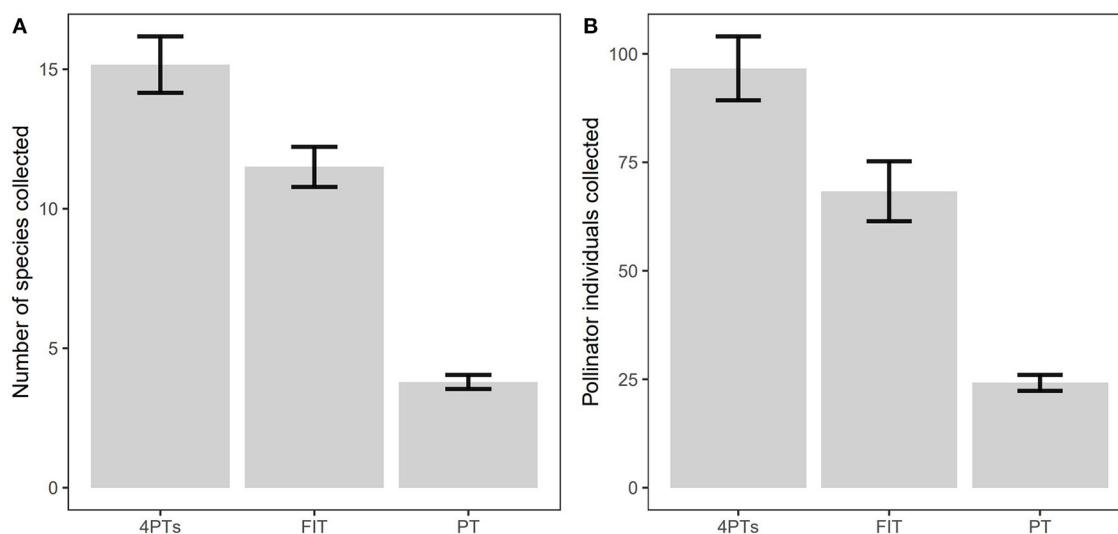 A
Number of species collected
15
10
5
0
4PTs FIT PT
B
Pollinator individuals collected
100
75
50
25
0
4PTs FIT PT